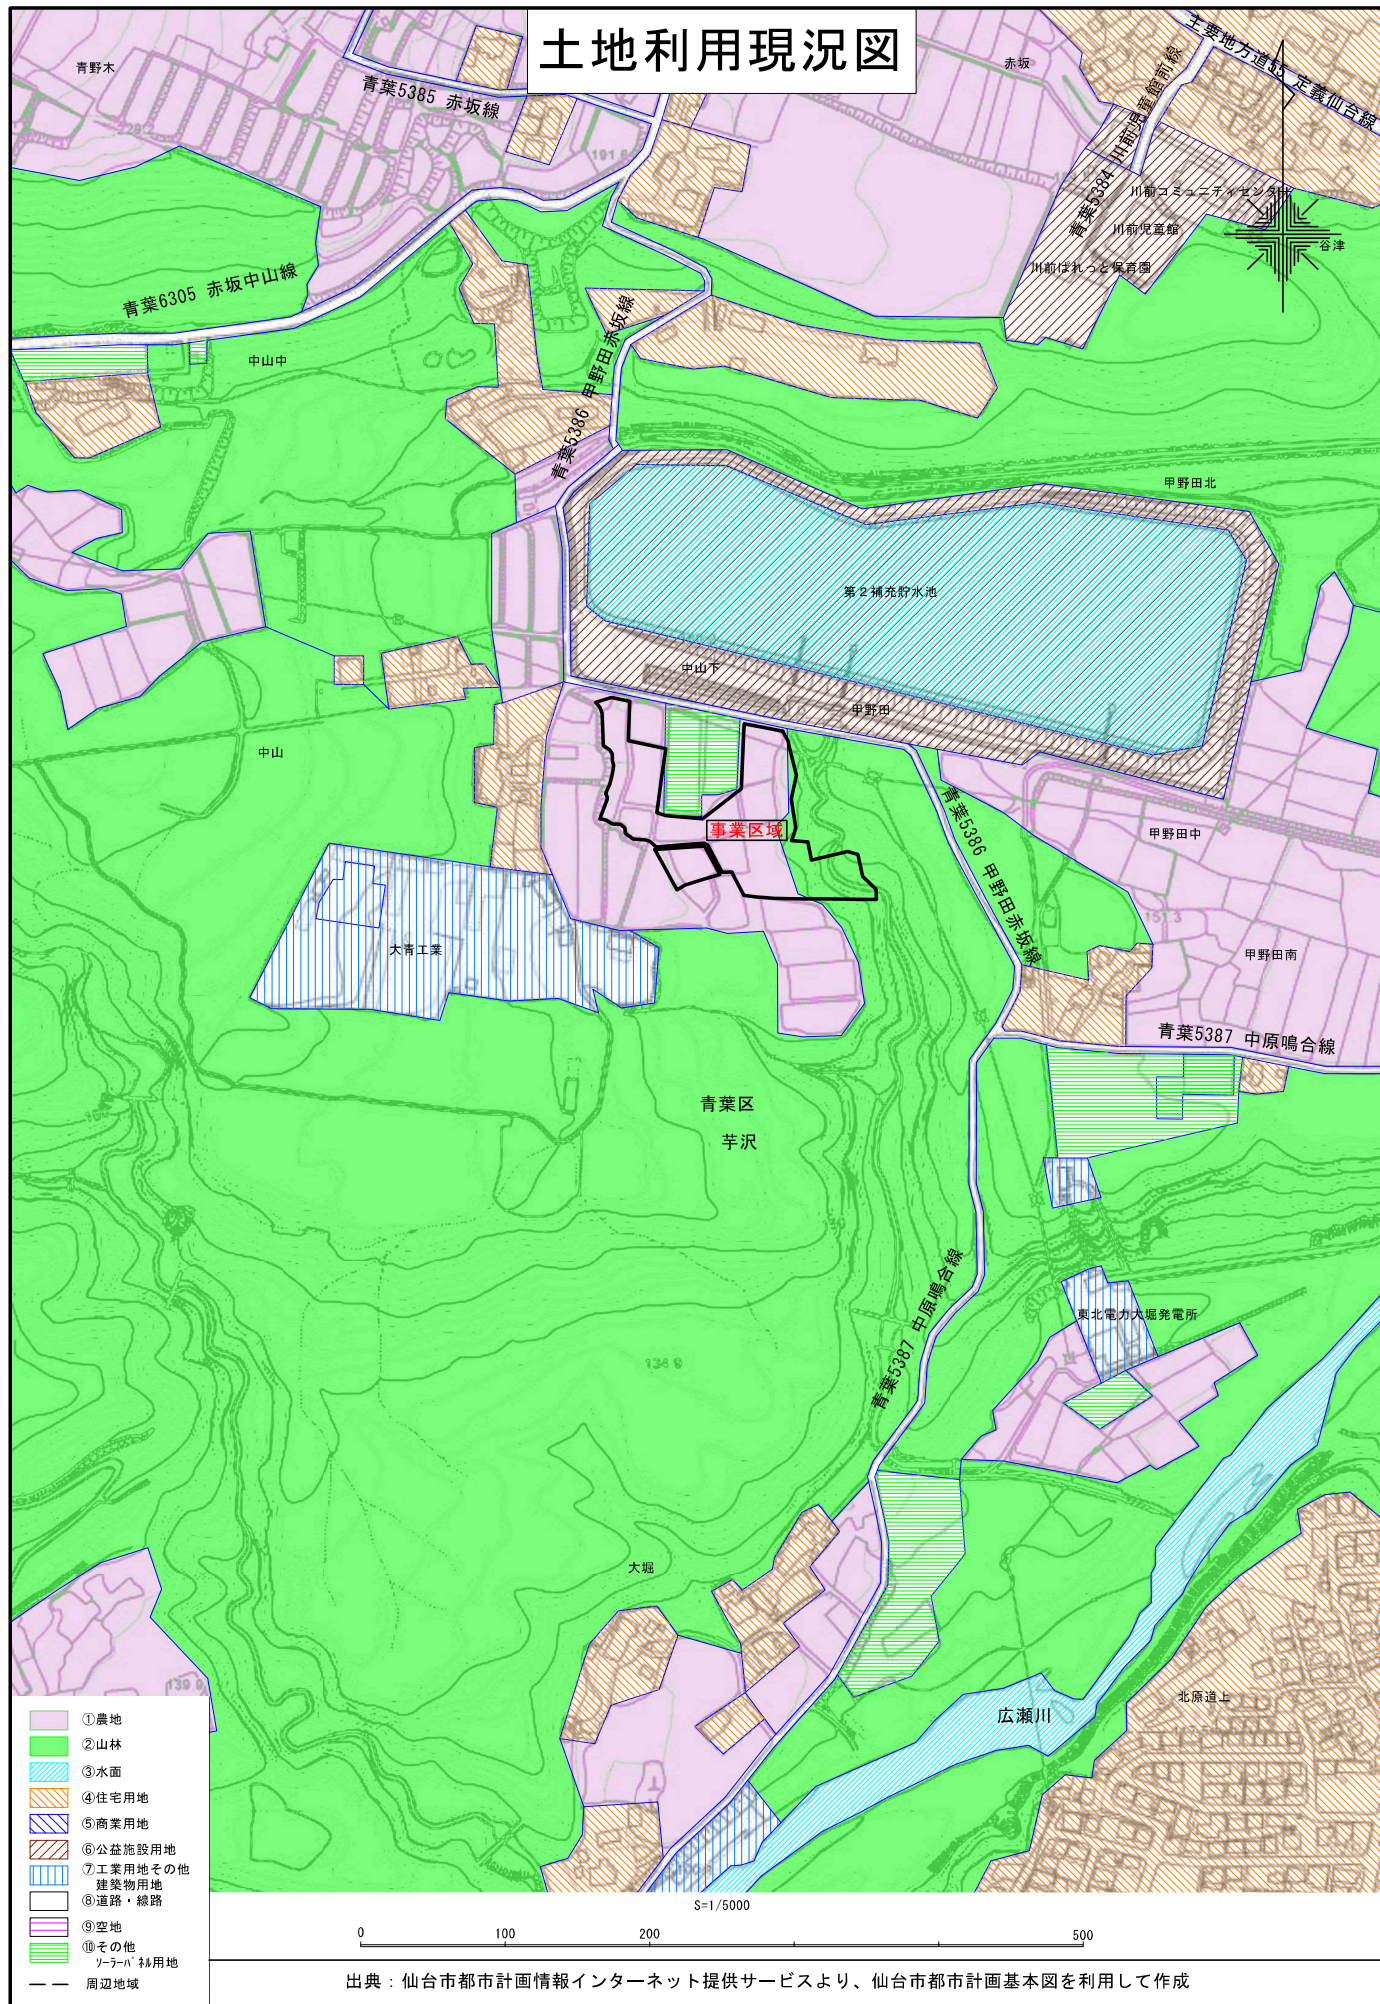 土地利用現況図
青野木
青葉5385 赤坂線
赤坂
主要地方道55 定義仙台線
青葉5384 川前児童館前線
229.2
191.6
川前コミュニティセンター
川前児童館
川前ぱれっと保育園
谷津
青葉6305 赤坂中山線
中山中
青葉5386 甲野田赤坂線
甲野田北
第2補充貯水池
中山下
甲野田
中山
事業区域
青葉5386 甲野田赤坂線
甲野田中
151.3
大青工業
甲野田南
青葉5387 中原鳴合線
青葉区
芋沢
青葉5387 中原鳴合線
東北電力大堀発電所
134.9
大堀
139.9
北原道上
広瀬川
①農地
②山林
③水面
④住宅用地
⑤商業用地
⑥公益施設用地
⑦工業用地その他
建築物用地
⑧道路・線路
⑨空地
⑩その他
ソーラーパネル用地
周辺地域
S=1/5000
0 100 200 500
出典：仙台市都市計画情報インターネット提供サービスより、仙台市都市計画基本図を利用して作成